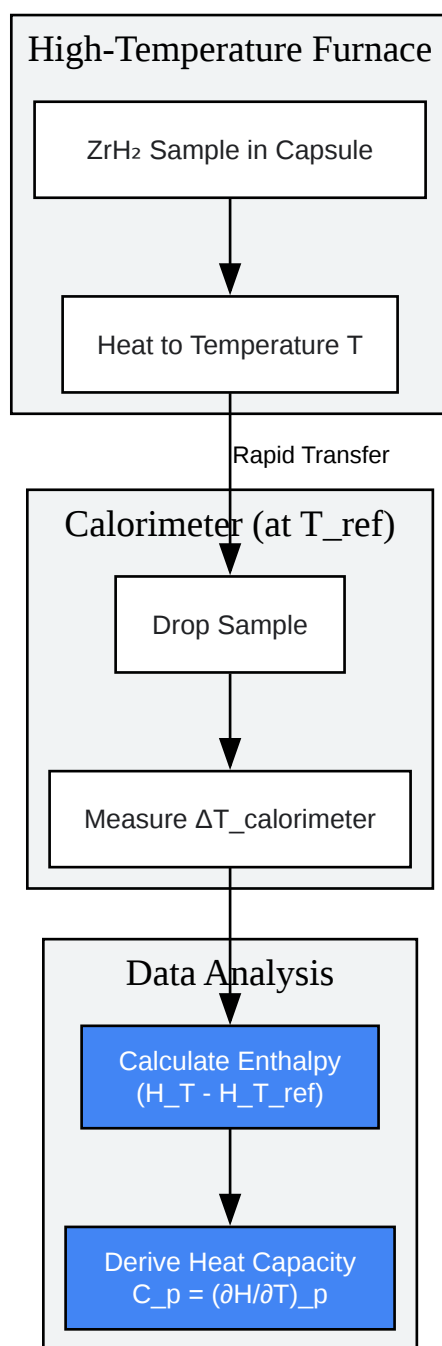 High-Temperature Furnace
ZrH₂ Sample in Capsule
Heat to Temperature T
Rapid Transfer
Calorimeter (at T_ref)
Drop Sample
Measure ΔT_calorimeter
Data Analysis
Calculate Enthalpy
(H_T - H_T_ref)
Derive Heat Capacity
C_p = (∂H/∂T)_p